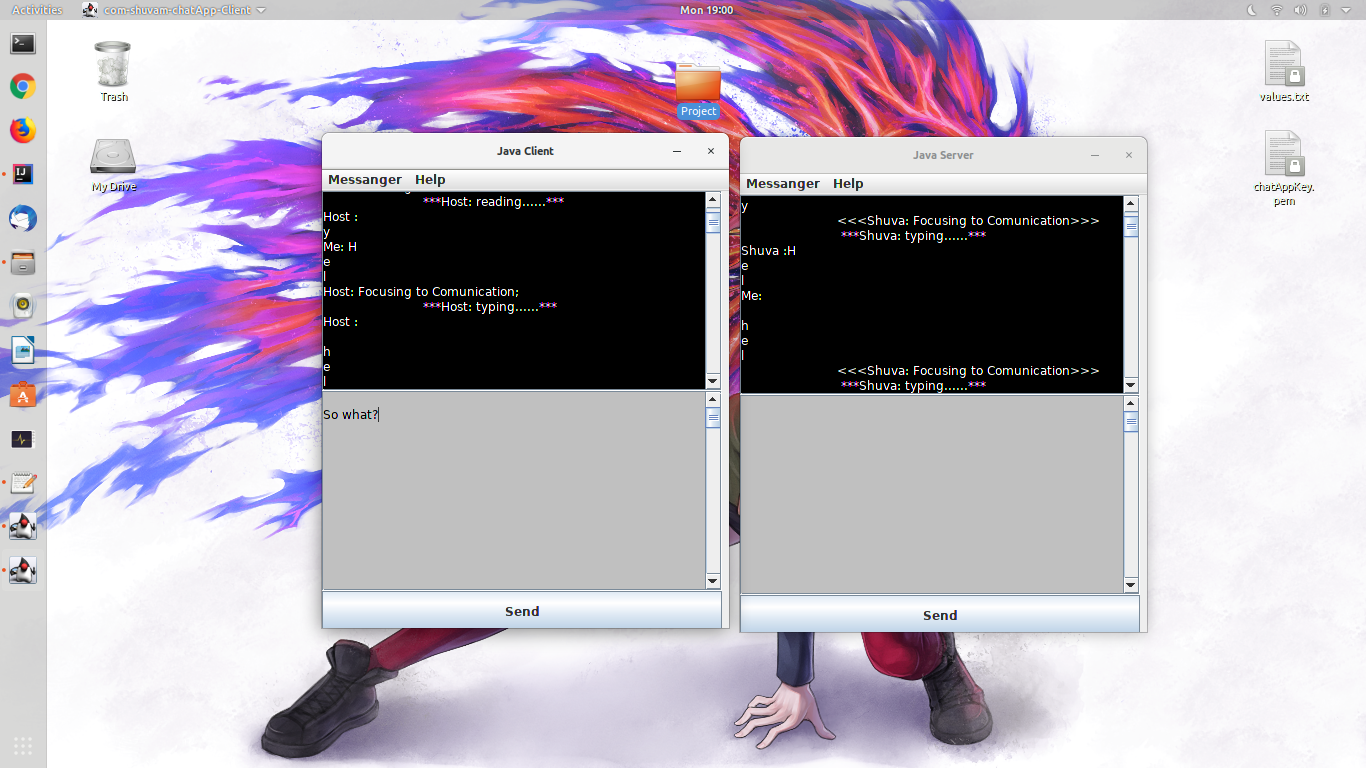 Activities
com-shuvam-chatApp-Client
Mon 19:00
Trash
My Drive
Project
values.txt
chatAppKey.
pem
Java Client
Messanger Help
***Host: reading......***
Host :
y
Me: H
e
l
Host: Focusing to Comunication;
***Host: typing......***
Host :
h
e
l
So what?
Send
Java Server
Messanger Help
y
<<<Shuva: Focusing to Comunication>>>
***Shuva: typing......***
Shuva :H
e
l
Me:
h
e
l
<<<Shuva: Focusing to Comunication>>>
***Shuva: typing......***
Send